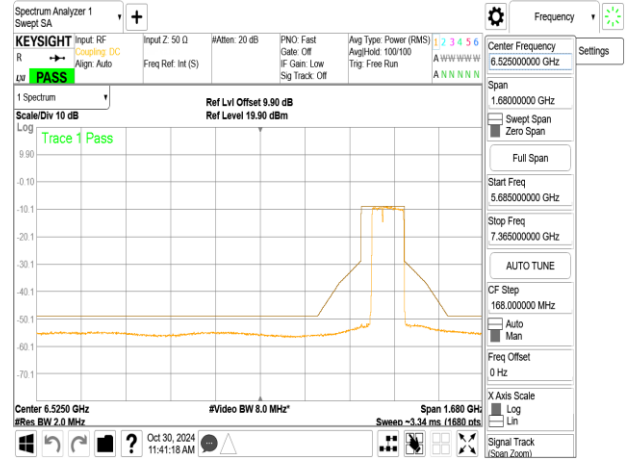 Spectrum Analyzer 1
Swept SA
Frequency
Settings
KEYSIGHT
R
LXI
PASS
Input: RF
Coupling: DC
Align: Auto
Input Z: 50 Ω
Freq Ref: Int (S)
#Atten: 20 dB
PNO: Fast
Gate: Off
IF Gain: Low
Sig Track: Off
Avg Type: Power (RMS)
Avg|Hold: 100/100
Trig: Free Run
1 2 3 4 5 6
A W W W W W
A N N N N N
1 Spectrum
Scale/Div 10 dB
Log
Ref Lvl Offset 9.90 dB
Ref Level 19.90 dBm
Trace 1 Pass
9.90
-0.10
-10.1
-20.1
-30.1
-40.1
-50.1
-60.1
-70.1
Center 6.5250 GHz
#Res BW 2.0 MHz
#Video BW 8.0 MHz*
Span 1.680 GHz
Sweep ~3.34 ms (1680 pts
Oct 30, 2024
11:41:18 AM
Center Frequency
6.525000000 GHz
Span
1.68000000 GHz
Swept Span
Zero Span
Full Span
Start Freq
5.685000000 GHz
Stop Freq
7.365000000 GHz
AUTO TUNE
CF Step
168.000000 MHz
Auto
Man
Freq Offset
0 Hz
X Axis Scale
Log
Lin
Signal Track
(Span Zoom)